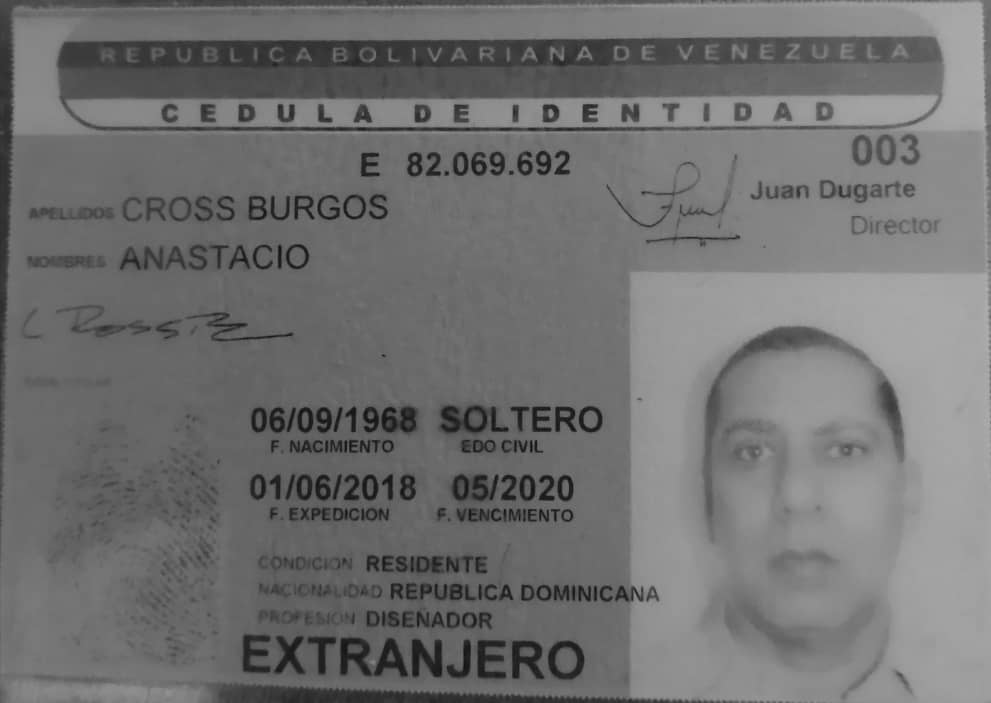 REPUBLICA BOLIVARIANA DE VENEZUELA
CEDULA DE IDENTIDAD
E 82.069.692
003
Juan Dugarte
Director
APELLIDOS CROSS BURGOS
NOMBRES ANASTACIO
06/09/1968 SOLTERO
F. NACIMIENTO EDO CIVIL
01/06/2018 05/2020
F. EXPEDICION F. VENCIMIENTO
CONDICION RESIDENTE
NACIONALIDAD REPUBLICA DOMINICANA
PROFESION DISEÑADOR
EXTRANJERO